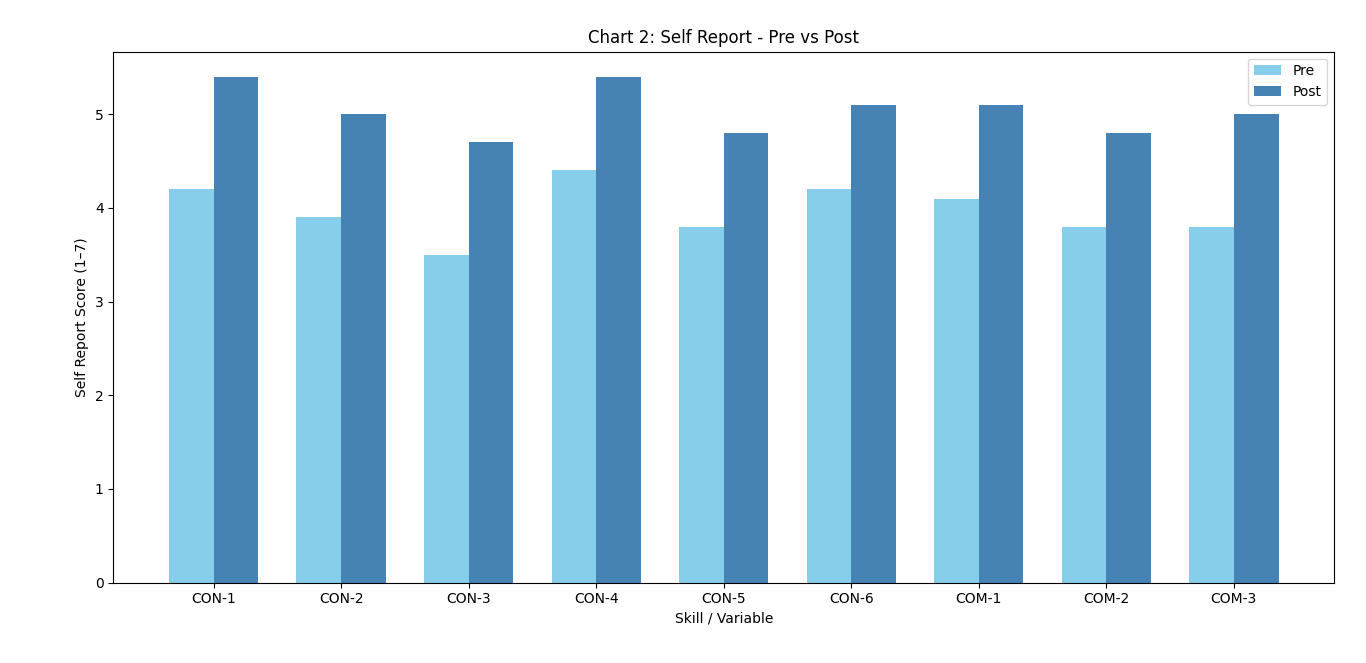 Chart 2: Self Report - Pre vs Post
Pre
Post
Self Report Score (1–7)
5
4
3
2
1
0
CON-1 CON-2 CON-3 CON-4 CON-5 CON-6 COM-1 COM-2 COM-3
Skill / Variable